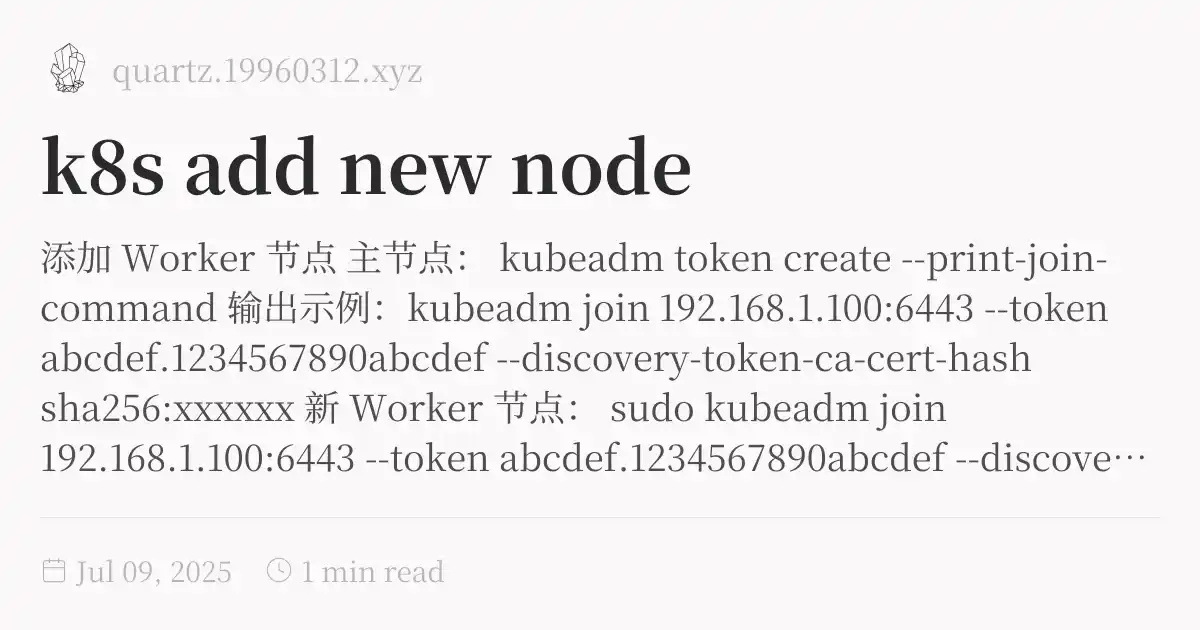 quartz.19960312.xyz
k8s add new node
添加 Worker 节点 主节点： kubeadm token create --print-join-
command 输出示例：kubeadm join 192.168.1.100:6443 --token
abcdef.1234567890abcdef --discovery-token-ca-cert-hash
sha256:xxxxxx 新 Worker 节点： sudo kubeadm join
192.168.1.100:6443 --token abcdef.1234567890abcdef --discove…
Jul 09, 2025 1 min read